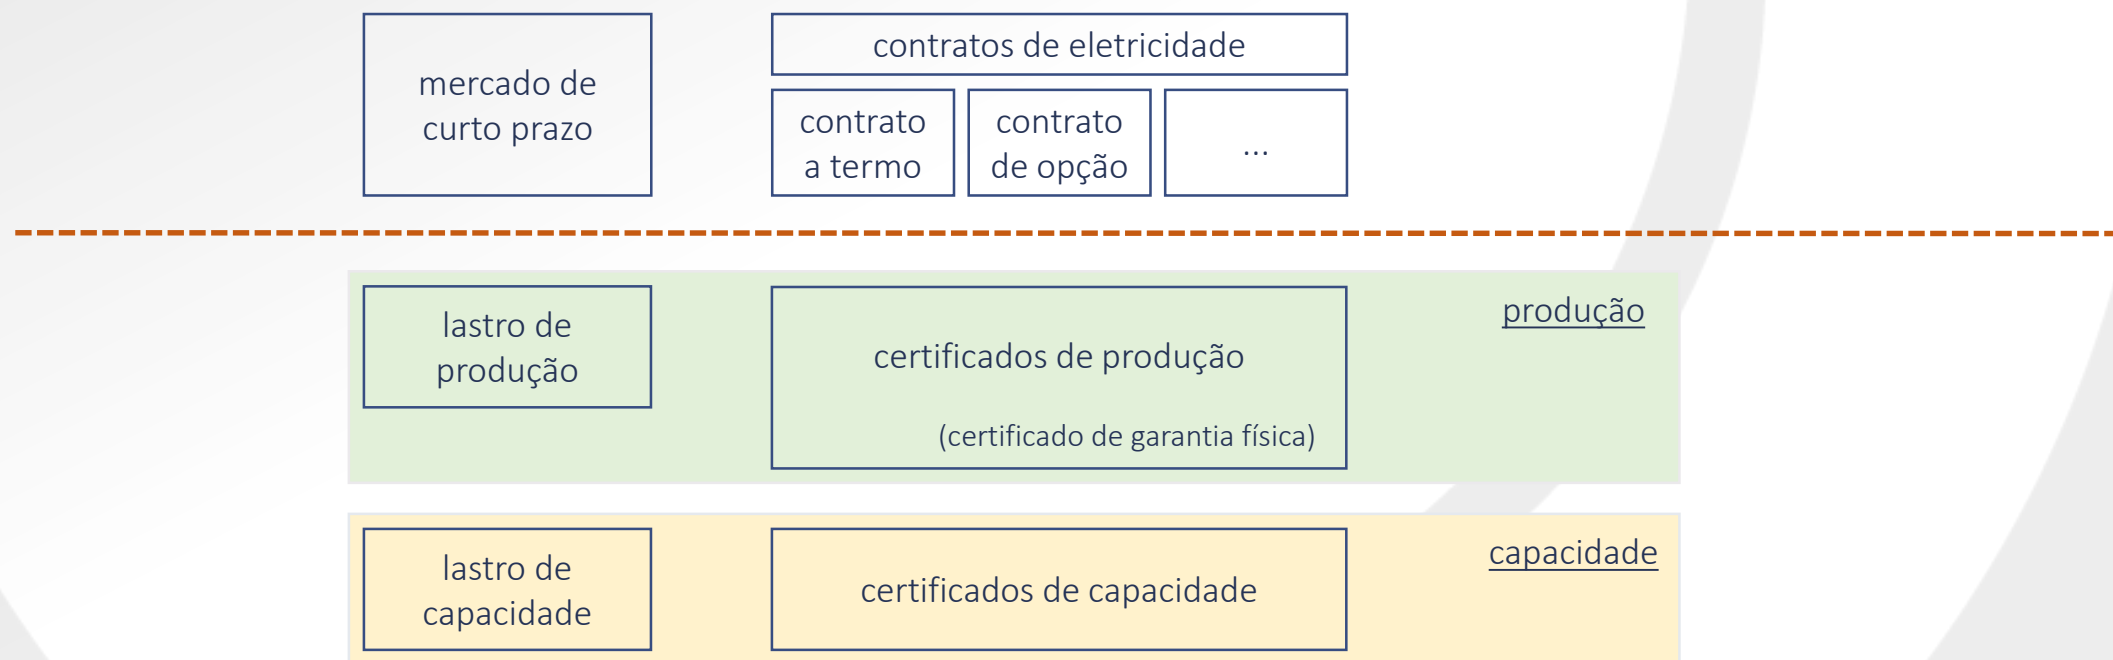 mercado de
curto prazo
contratos de eletricidade
contrato
a termo
contrato
de opção
...
lastro de
produção
certificados de produção
(certificado de garantia física)
produção
lastro de
capacidade
certificados de capacidade
capacidade